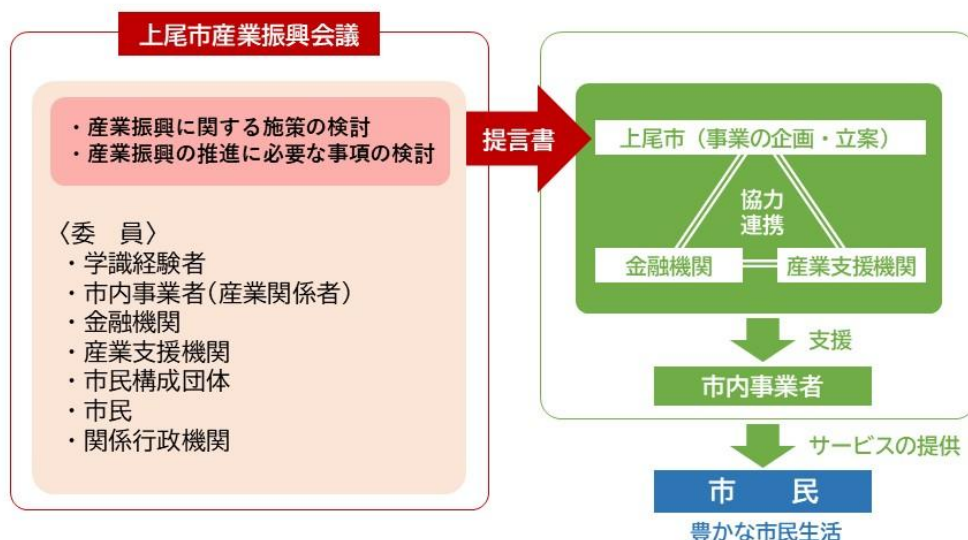 上尾市産業振興会議
・産業振興に関する施策の検討
・産業振興の推進に必要な事項の検討
〈委　員〉
・学識経験者
・市内事業者(産業関係者)
・金融機関
・産業支援機関
・市民構成団体
・市民
・関係行政機関
提言書
上尾市（事業の企画・立案）
協力
連携
金融機関
産業支援機関
支援
市内事業者
サービスの提供
市　　民
豊かな市民生活